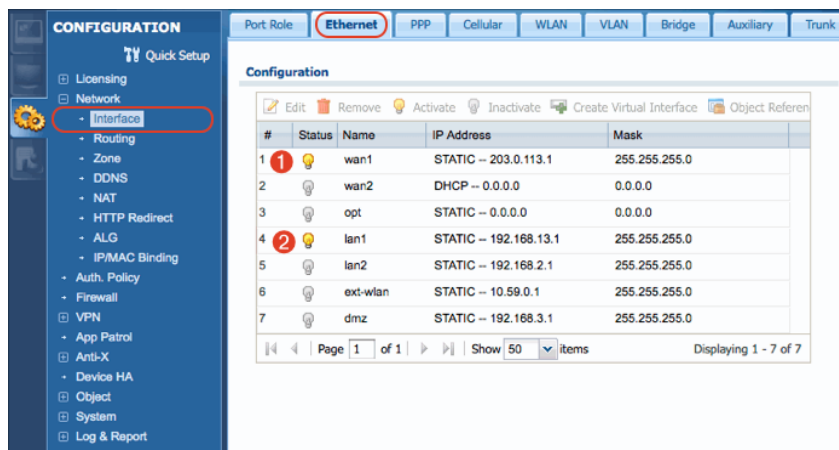 CONFIGURATION
Quick Setup
Licensing
Network
Interface
Routing
Zone
DDNS
NAT
HTTP Redirect
ALG
IP/MAC Binding
Auth. Policy
Firewall
VPN
App Patrol
Anti-X
Device HA
Object
System
Log & Report
Port Role Ethernet PPP Cellular WLAN VLAN Bridge Auxiliary Trunk
Configuration
Edit Remove Activate Inactivate Create Virtual Interface Object Referen
# Status Name IP Address Mask
1 1 wan1 STATIC -- 203.0.113.1 255.255.255.0
2 wan2 DHCP -- 0.0.0.0 0.0.0.0
3 opt STATIC -- 0.0.0.0 0.0.0.0
4 2 lan1 STATIC -- 192.168.13.1 255.255.255.0
5 lan2 STATIC -- 192.168.2.1 255.255.255.0
6 ext-wlan STATIC -- 10.59.0.1 255.255.255.0
7 dmz STATIC -- 192.168.3.1 255.255.255.0
Page 1 of 1 Show 50 items Displaying 1 - 7 of 7